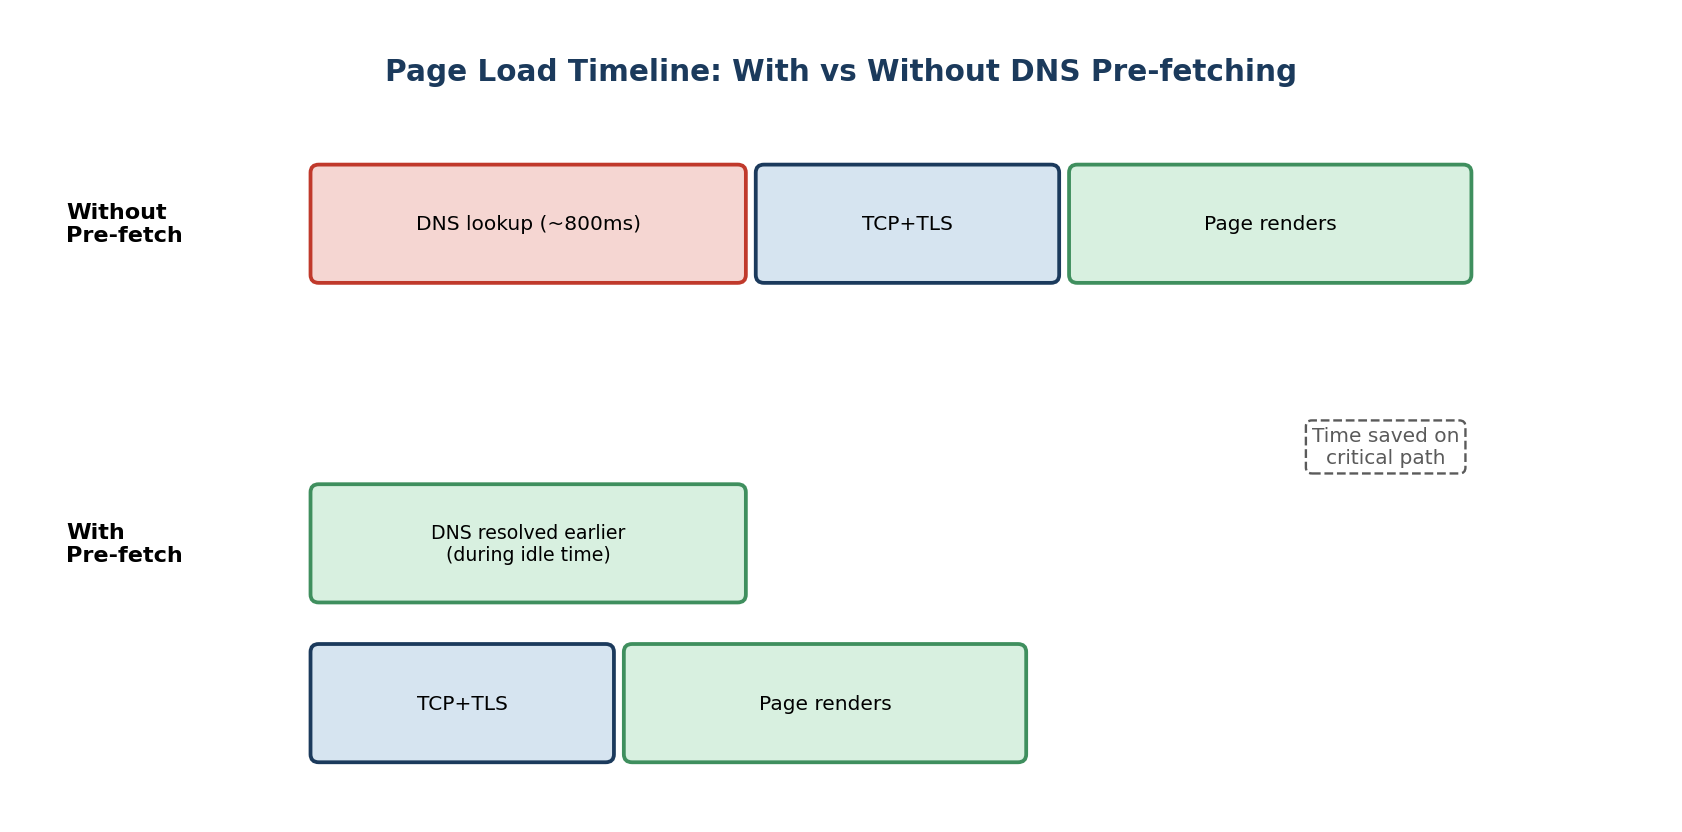 Page Load Timeline: With vs Without DNS Pre-fetching
Without
Pre-fetch
DNS lookup (~800ms)
TCP+TLS
Page renders
Time saved on
critical path
With
Pre-fetch
DNS resolved earlier
(during idle time)
TCP+TLS
Page renders